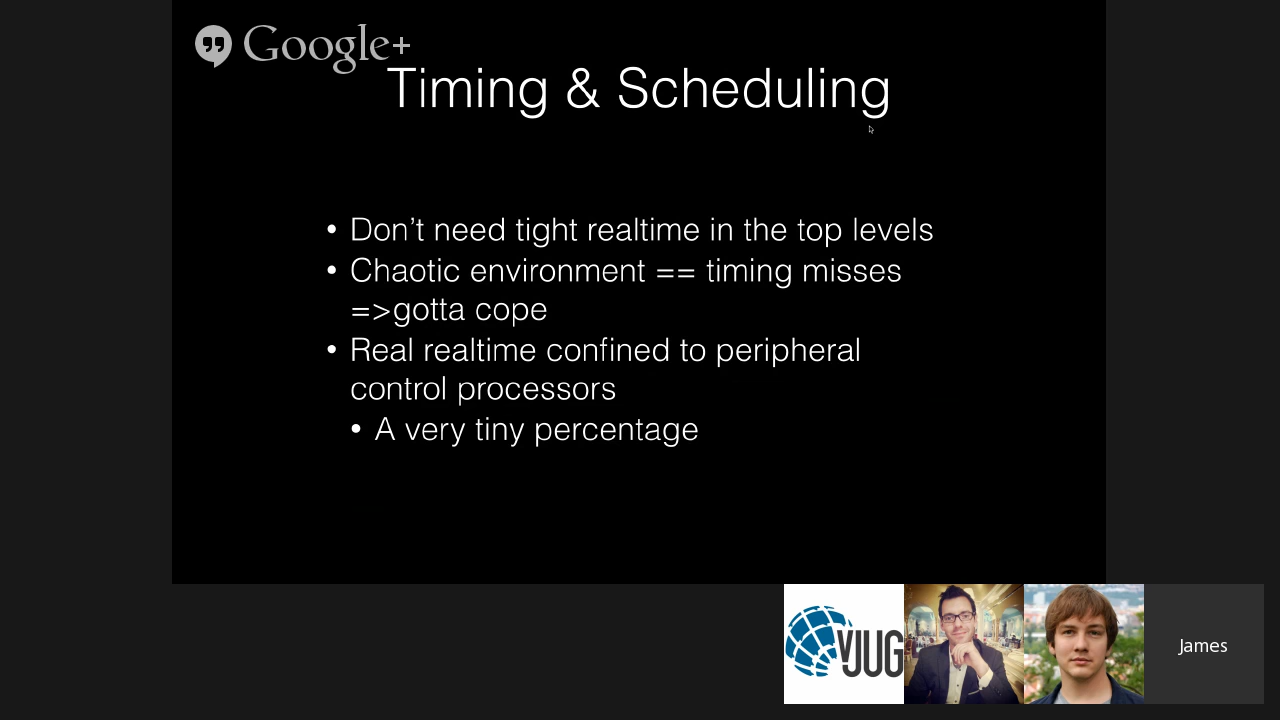 Google+
Timing & Scheduling
• Don't need tight realtime in the top levels
• Chaotic environment == timing misses
=>gotta cope
• Real realtime confined to peripheral
control processors
• A very tiny percentage
vJUG
James